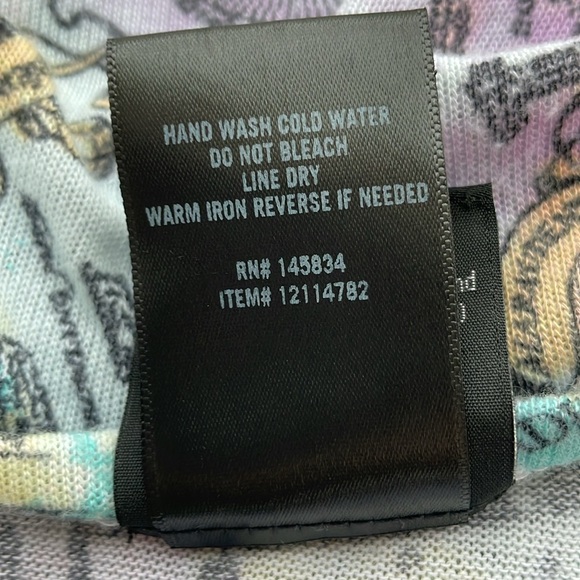 HAND WASH COLD WATER
DO NOT BLEACH
LINE DRY
WARM IRON REVERSE IF NEEDED
RN# 145834
ITEM# 12114782